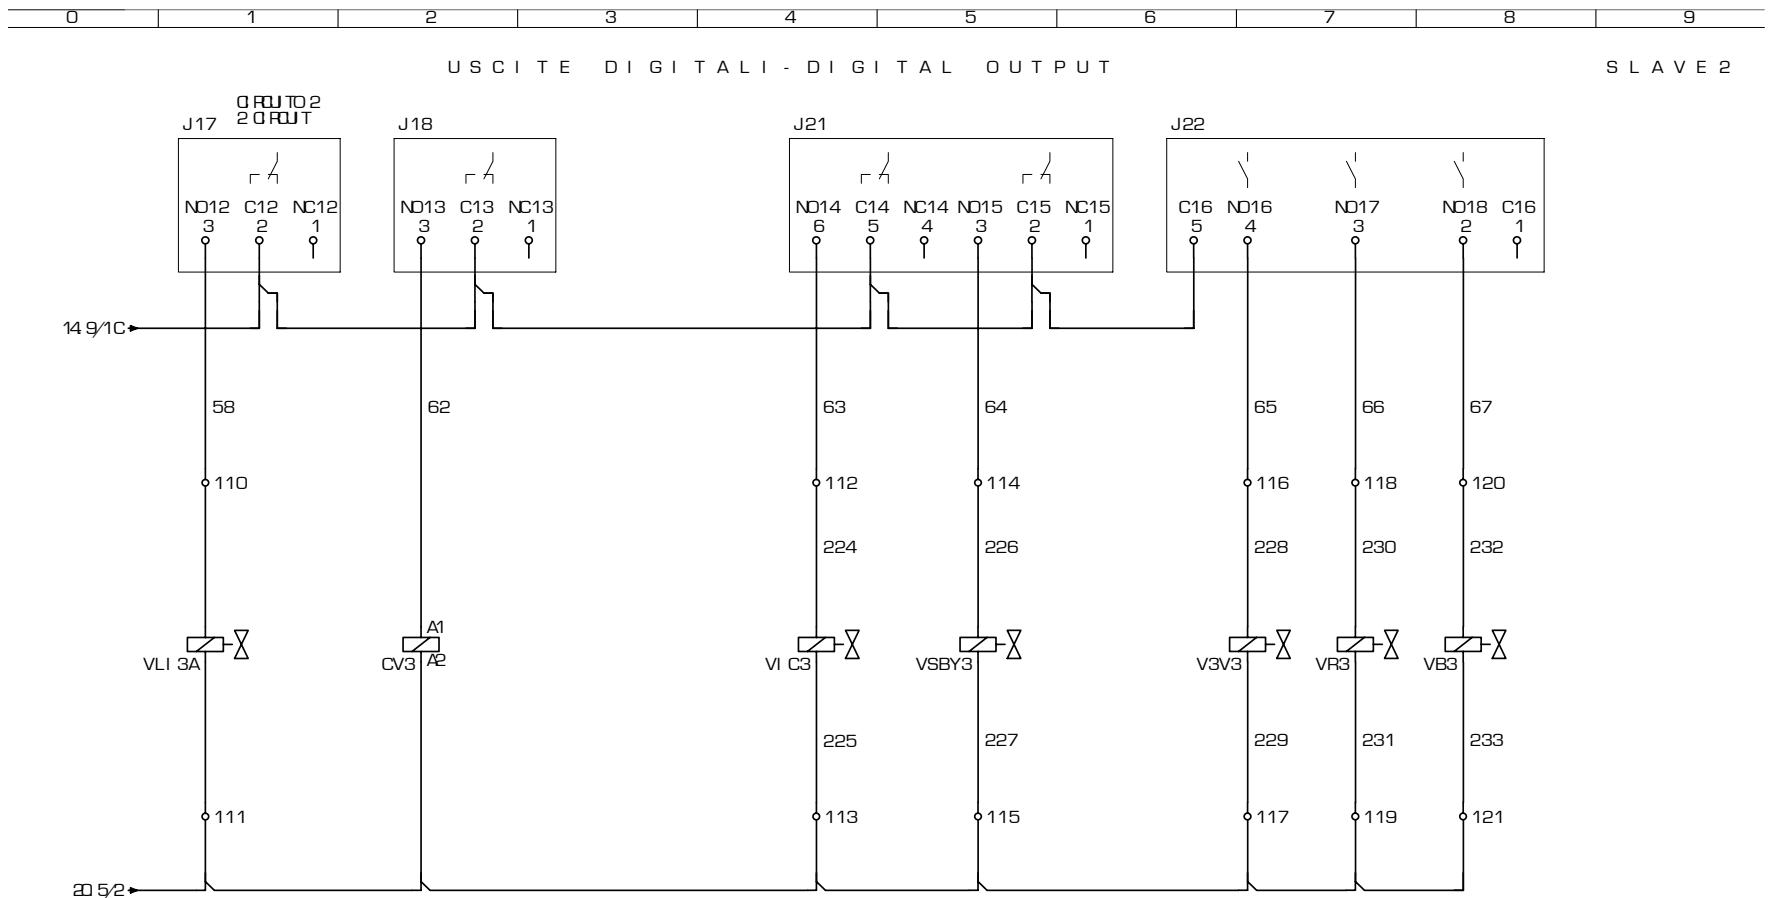 0 1 2 3 4 5 6 7 8 9
USCITE DIGITALI - DIGITAL OUTPUT
SLAVE2
CIRCUITO 2
2 CIRCUIT
J17 J18 J21 J22
NO12 C12 NC12 NO13 C13 NC13 NO14 C14 NC14 NO15 C15 NC15 C16 NO16 NO17 NO18 C16
3 2 1 3 2 1 6 5 4 3 2 1 5 4 3 2 1
14.9/1C
58 62 63 64 65 66 67
110 112 114 116 118 120
224 226 228 230 232
A1
VLI3A CV3 A2 VIC3 VSBY3 V3V3 VR3 VB3
225 227 229 231 233
111 113 115 117 119 121
20.5/2